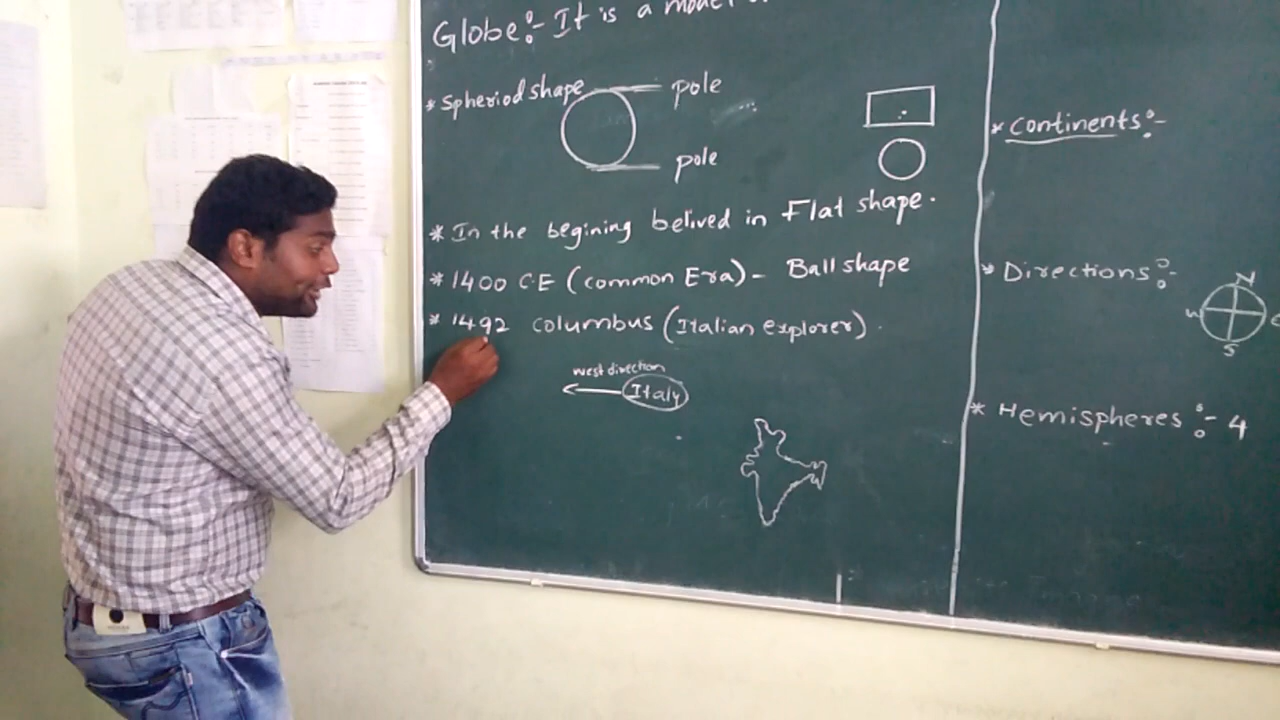 Globe:- It is a model
* Spheriod shape
pole
pole
* In the begining belived in Flat shape.
* 1400 C.E (common Era) - Ball shape
* 1492 columbus (Italian explorer).
west direction
Italy
* continents:-
* Directions:-
N
W
S
* Hemispheres:- 4